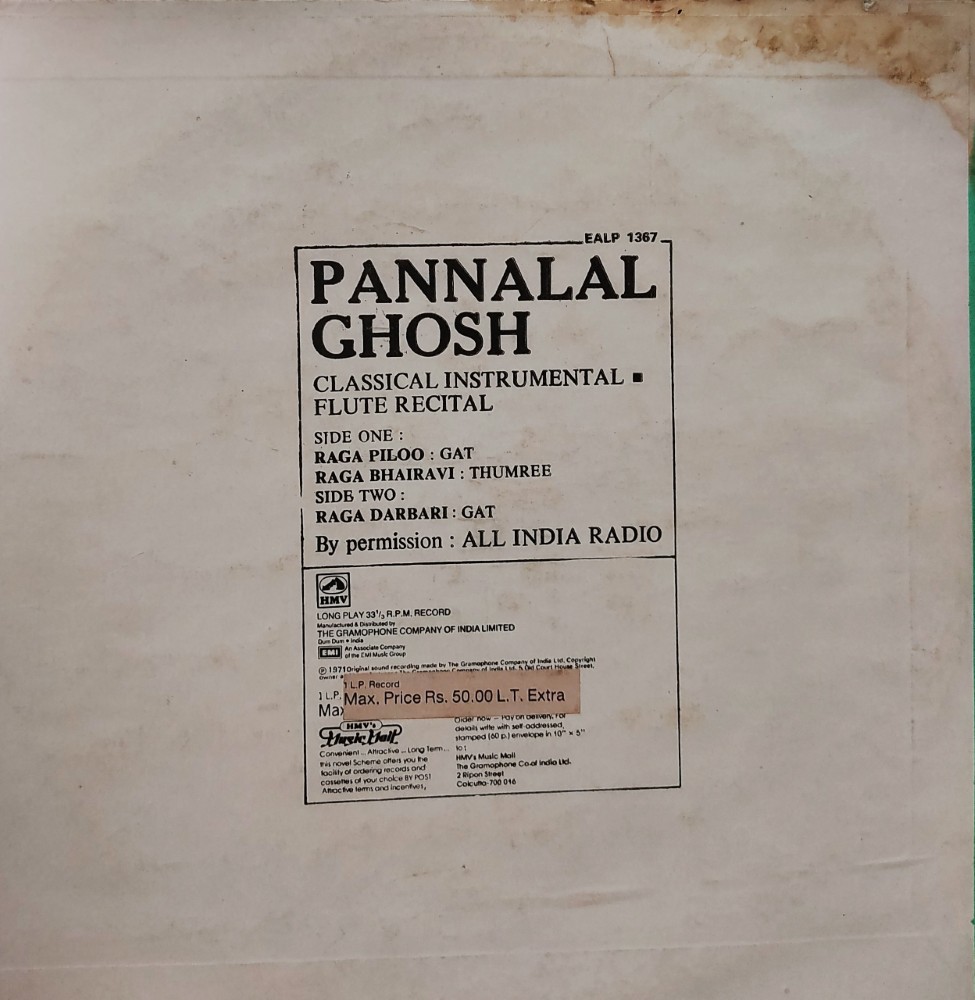 EALP 1367
PANNALAL
GHOSH
CLASSICAL INSTRUMENTAL ■
FLUTE RECITAL
SIDE ONE :
RAGA PILOO : GAT
RAGA BHAIRAVI : THUMREE
SIDE TWO :
RAGA DARBARI : GAT
By permission : ALL INDIA RADIO
HMV
LONG PLAY 33⅓ R.P.M. RECORD
Manufactured & Distributed by
THE GRAMOPHONE COMPANY OF INDIA LIMITED
Dum Dum • India
EMI An Associate Company
of the EMI Music Group
℗ 1971 Original sound recording made by The Gramophone Company of India Ltd. Copyright
1 L.P.
1 L.P. Record
Max. Price Rs. 50.00 L.T. Extra
HMV's
Music Mall
Convenient ... Attractive ... Long Term ...
this novel Scheme offers you the
facility of ordering records and
cassettes of your choice BY POST
Attractive terms and incentives,
Order now — Pay on delivery, For
details write with self-addressed,
stamped (60 p.) envelope in 10" × 5"
to :
HMV's Music Mall
The Gramophone Co. of India Ltd.
2 Ripon Street
Calcutta-700 016